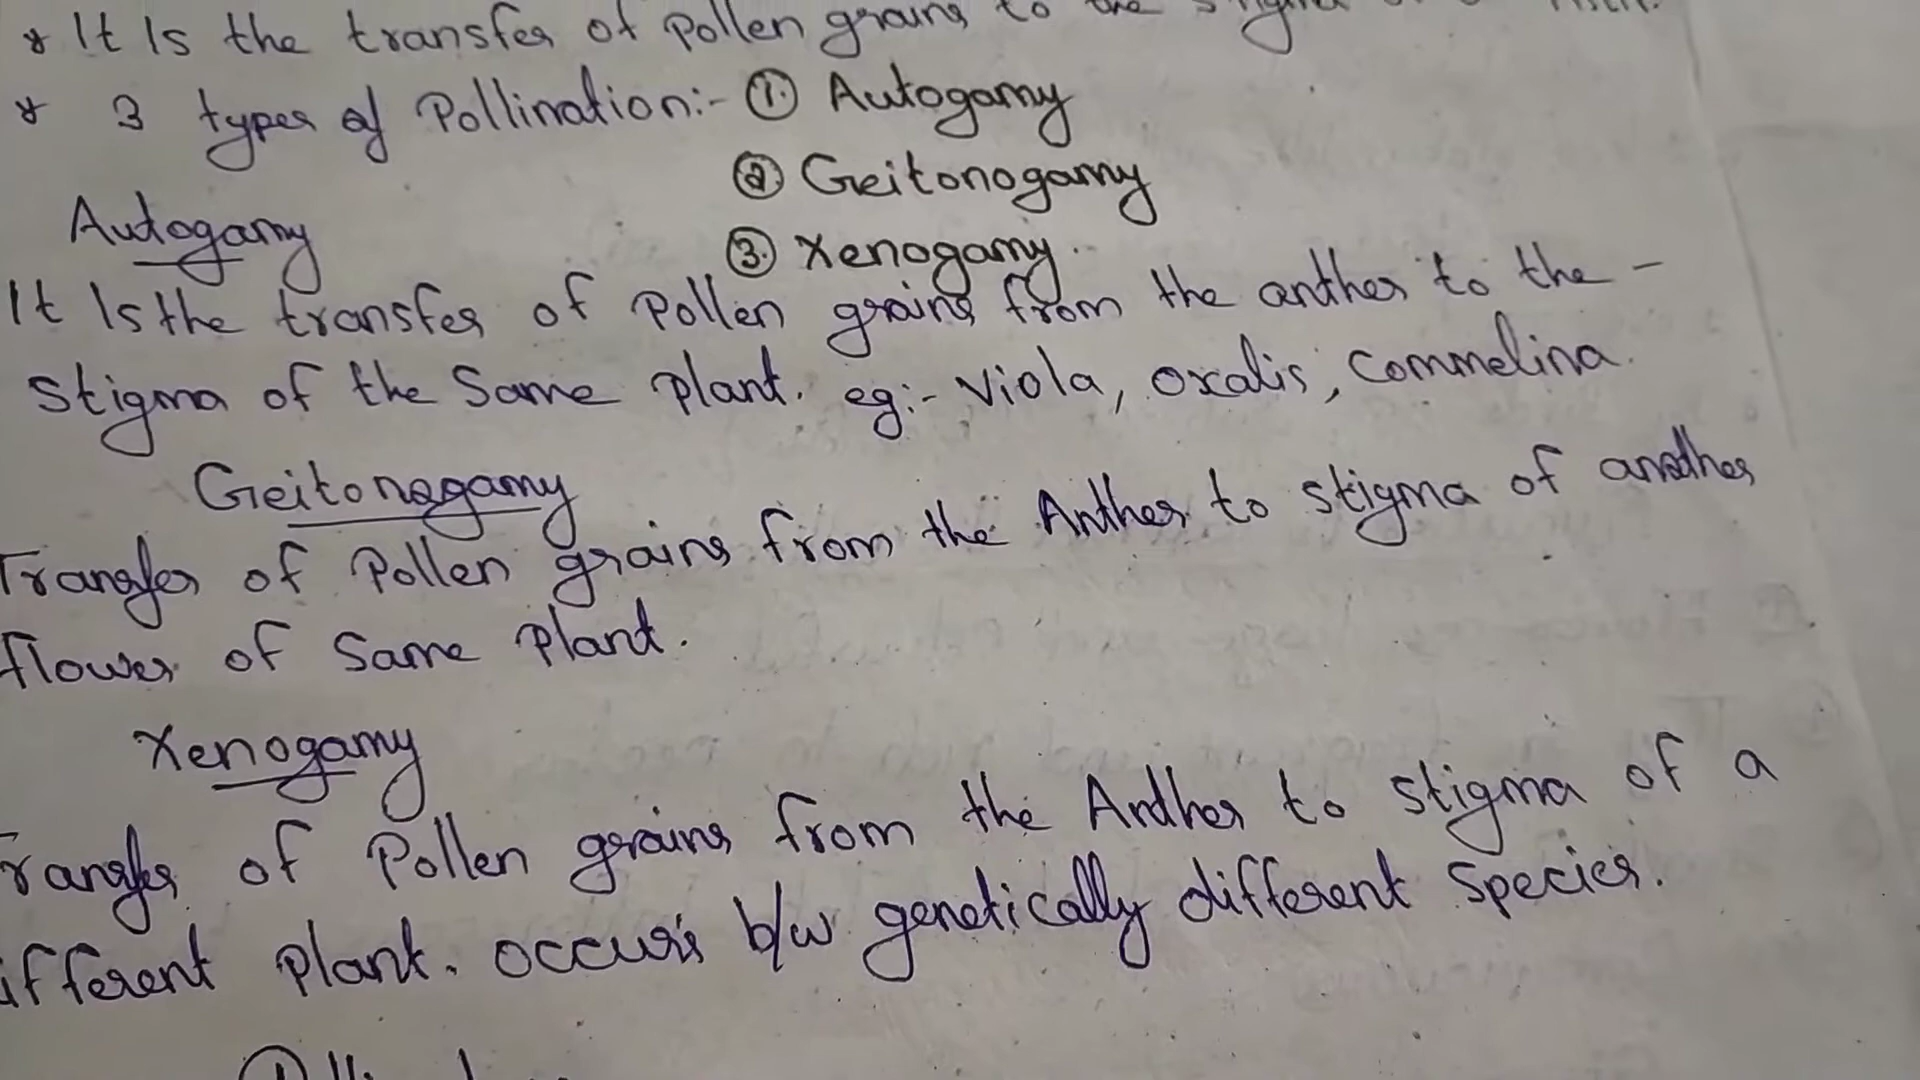 * It Is the transfer of Pollen grains to the stigma of a
* 3 types of Pollination:- ① Autogamy
② Geitonogamy
Autogamy
③ Xenogamy.
It Is the transfer of Pollen grains from the anther to the -
Stigma of the Same Plant. eg:- Viola, Oxalis, Commelina.
Geitonogamy
Transfer of Pollen grains from the Anther to stigma of another
flower of Same Plant.
Xenogamy
ransfer of Pollen grains from the Anther to stigma of a
ifferent Plant. occurs b/w genetically different Species.